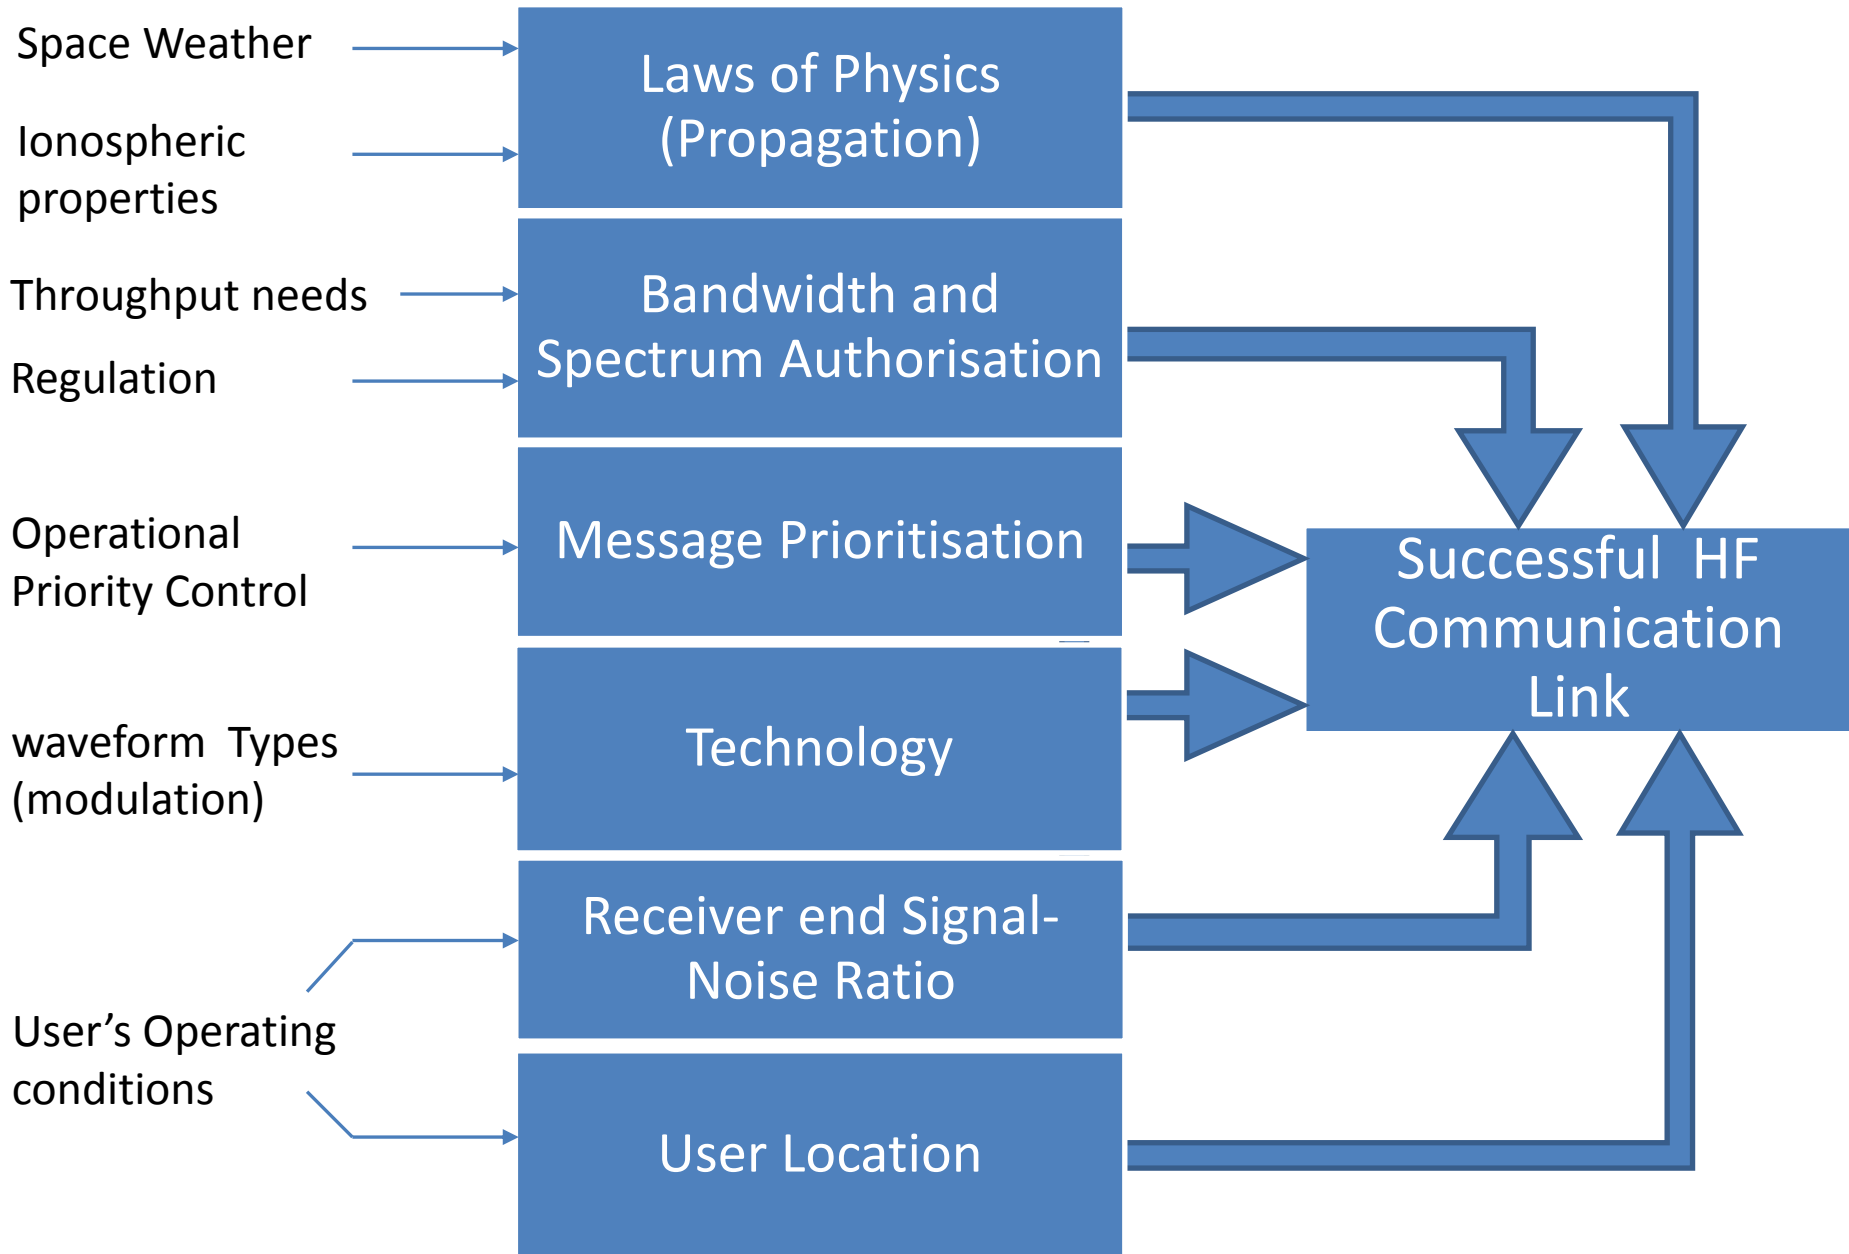 Space Weather
Ionospheric
properties
Laws of Physics
(Propagation)
Throughput needs
Regulation
Bandwidth and
Spectrum Authorisation
Operational
Priority Control
Message Prioritisation
waveform  Types
(modulation)
Technology
User’s Operating
conditions
Receiver end Signal-
Noise Ratio
User Location
Successful  HF
Communication
Link